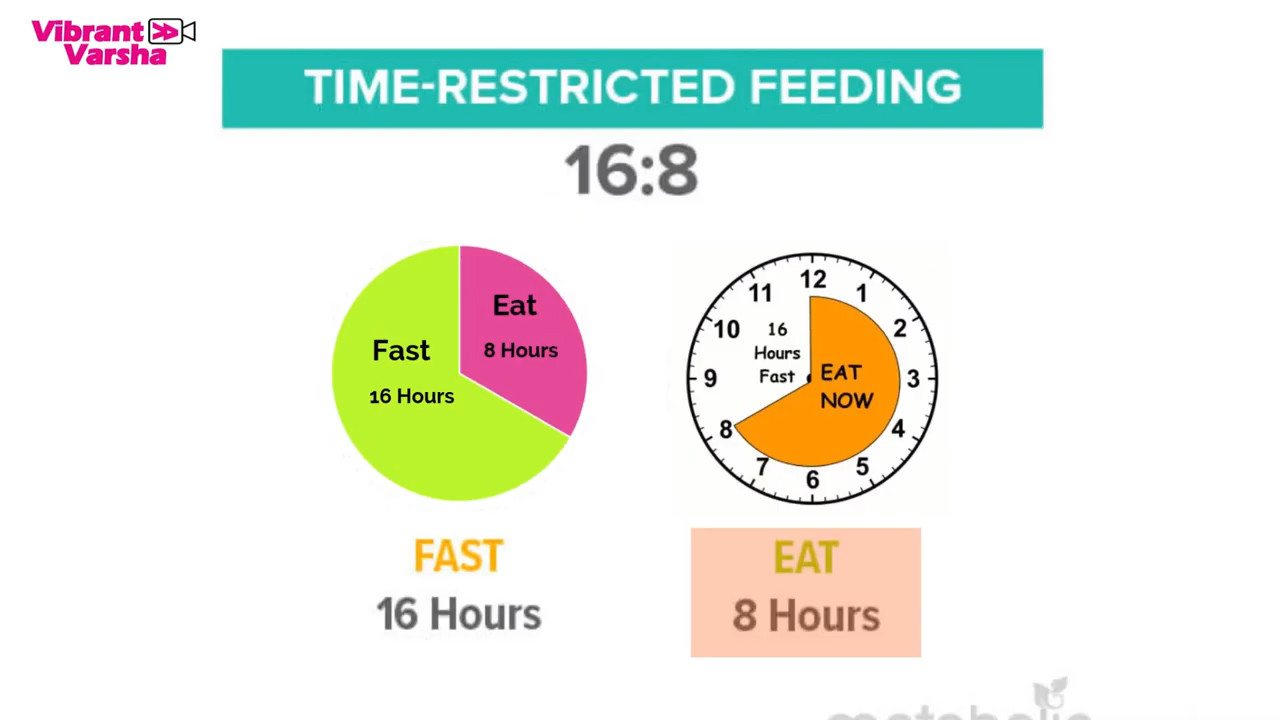 Vibrant
Varsha
TIME-RESTRICTED FEEDING
16:8
Eat
8 Hours
Fast
16 Hours
12
1
2
3
4
5
6
7
8
9
10
11
16
Hours
Fast
EAT
NOW
FAST
16 Hours
EAT
8 Hours